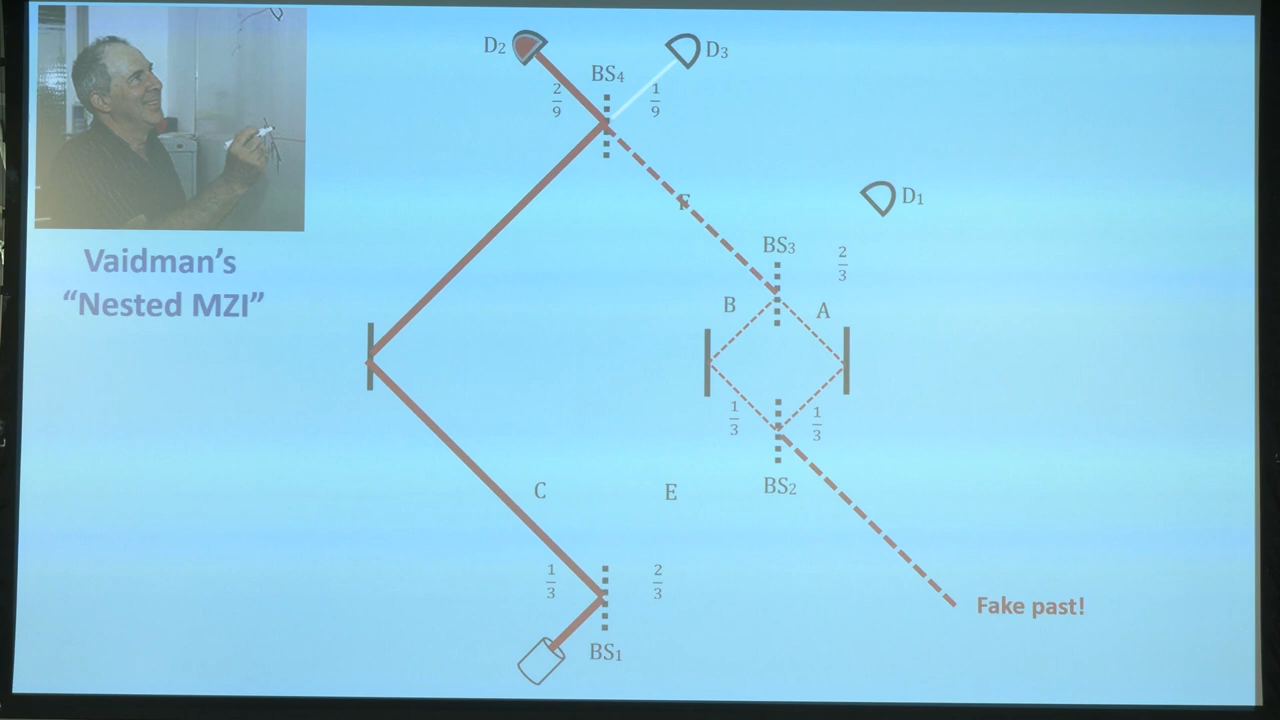 D2
D3
BS4
2/9
1/9
F
D1
BS3
2/3
B
A
1/3
1/3
BS2
C
E
1/3
2/3
BS1
Vaidman's
"Nested MZI"
Fake past!